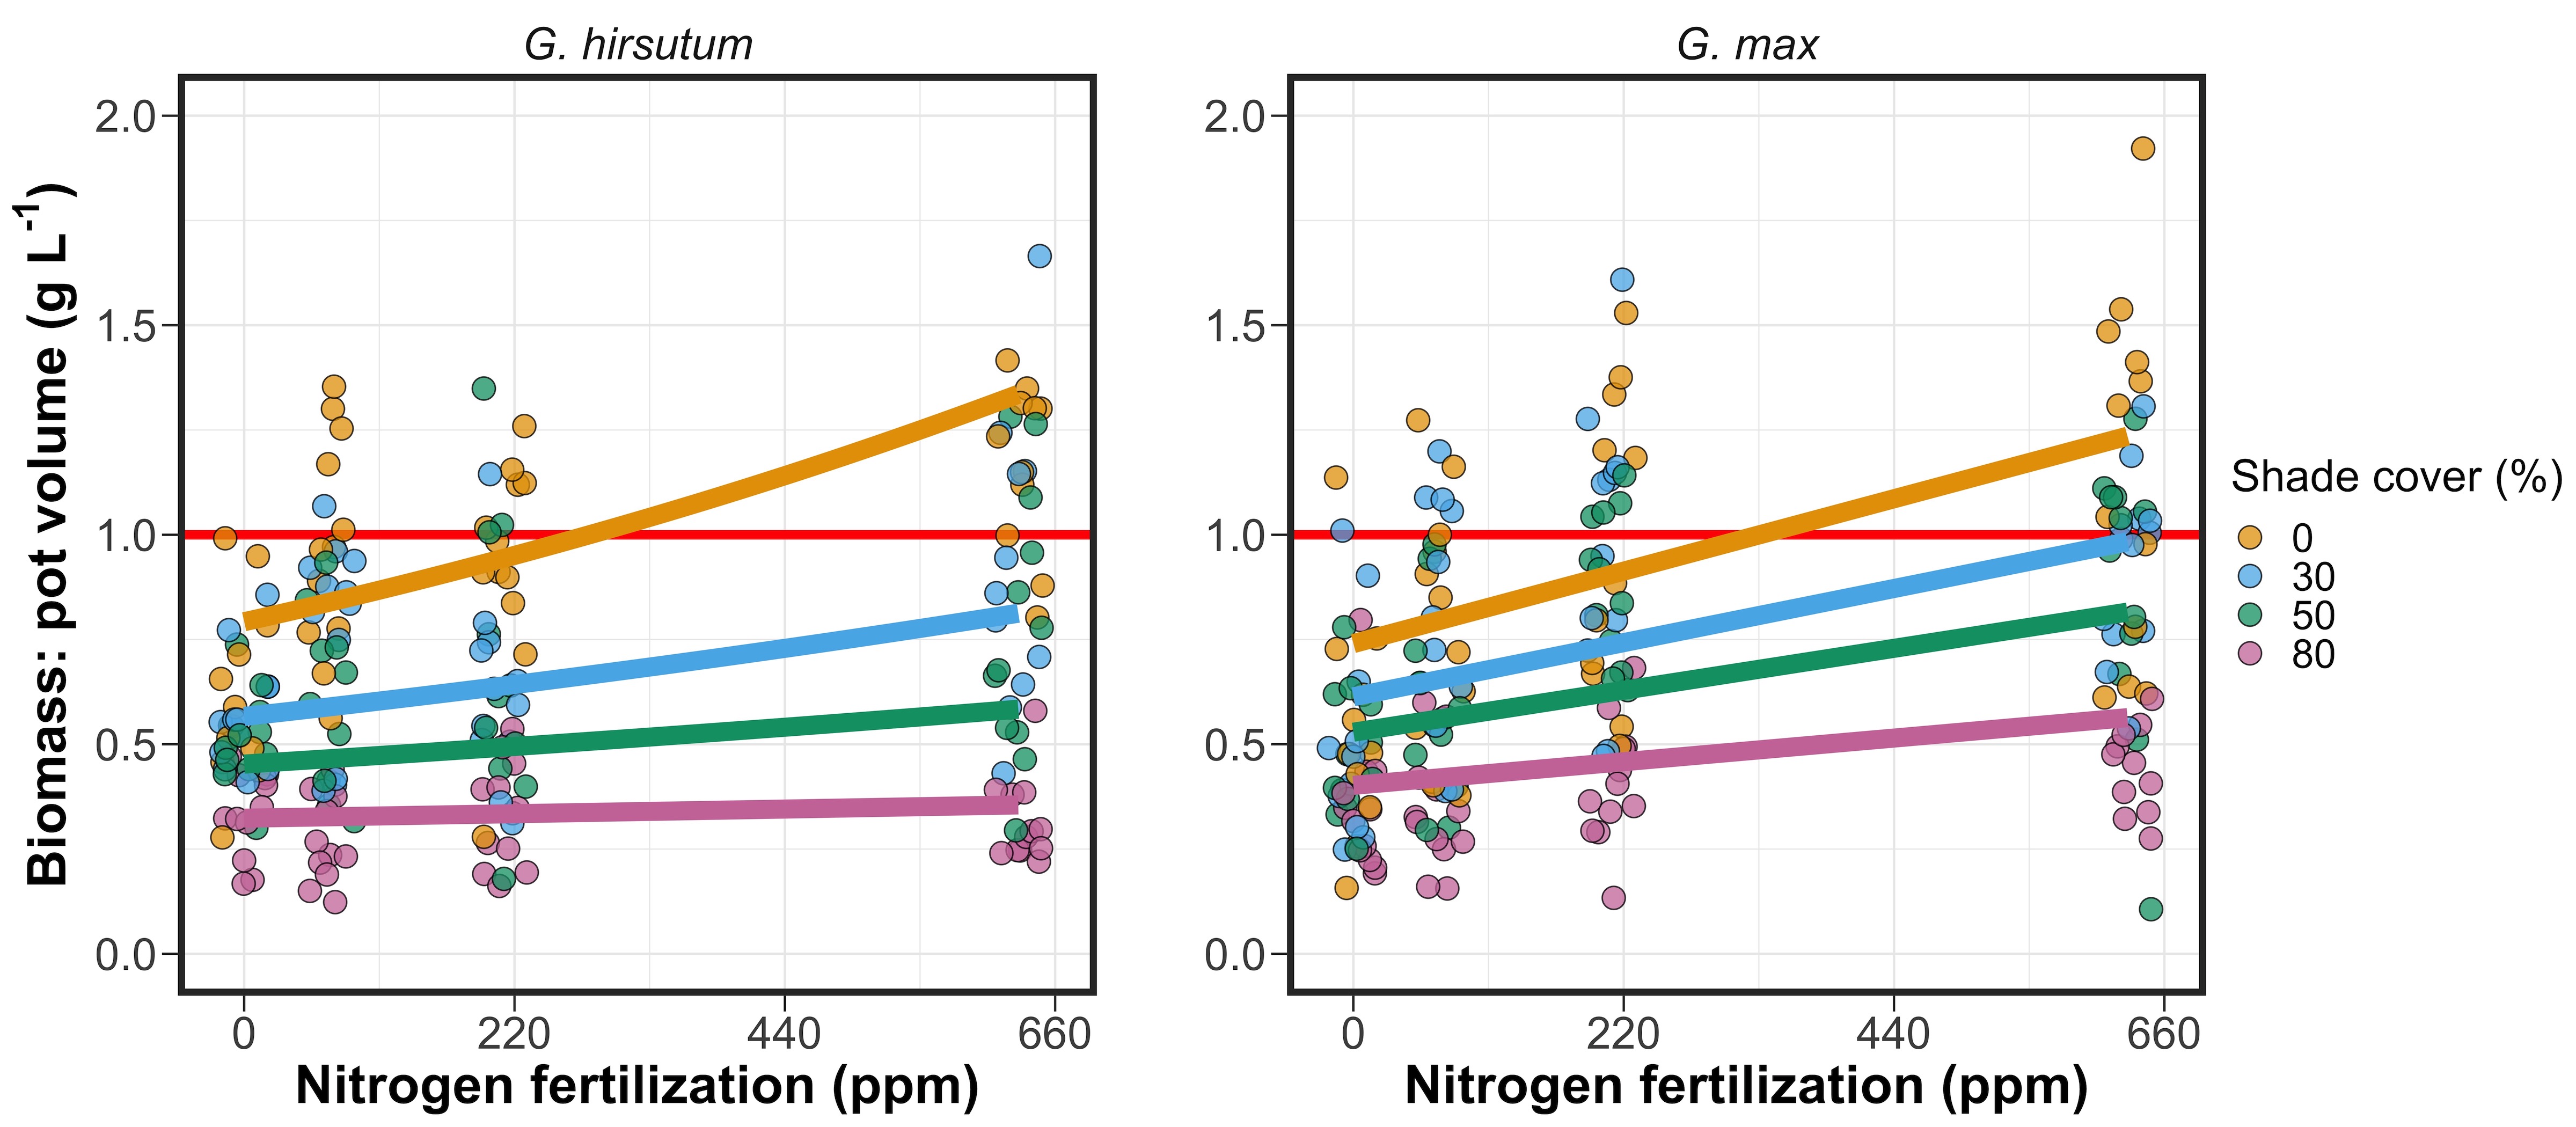 G. hirsutum
G. max
Biomass: pot volume (g L-1)
2.0
1.5
1.0
0.5
0.0
0 220 440 660
Nitrogen fertilization (ppm)
2.0
1.5
1.0
0.5
0.0
0 220 440 660
Nitrogen fertilization (ppm)
Shade cover (%)
0
30
50
80